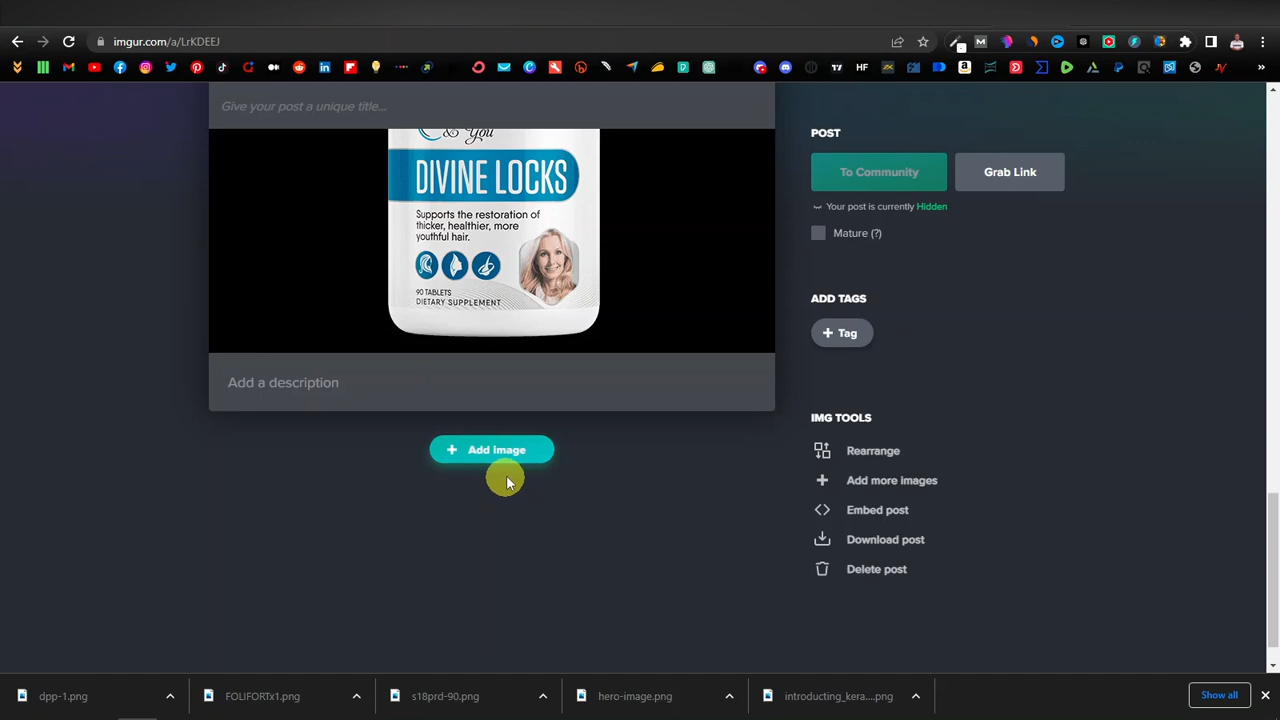 imgur.com/a/LrKDEEJ
Give your post a unique title...
& You
DIVINE LOCKS
Supports the restoration of
thicker, healthier, more
youthful hair.
90 TABLETS
DIETARY SUPPLEMENT
Add a description
+ Add image
POST
To Community
Grab Link
Your post is currently Hidden
Mature (?)
ADD TAGS
+ Tag
IMG TOOLS
Rearrange
Add more images
Embed post
Download post
Delete post
dpp-1.png
FOLIFORTx1.png
s18prd-90.png
hero-image.png
introducting_kera....png
Show all